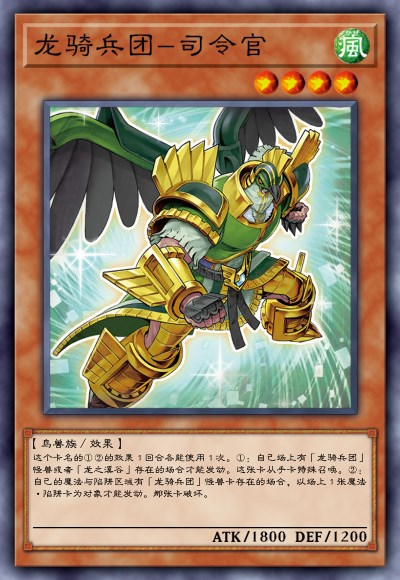 龙骑兵团-司令官
風
【鸟兽族/效果】
这个卡名的①②的效果1回合各能使用1次。①：自己场上有「龙骑兵团」
怪兽或者「龙之溪谷」存在的场合才能发动。这张卡从手卡特殊召唤。②：
自己的魔法与陷阱区域有「龙骑兵团」怪兽卡存在的场合，以场上1张魔法
·陷阱卡为对象才能发动。那张卡破坏。
ATK/1800 DEF/1200